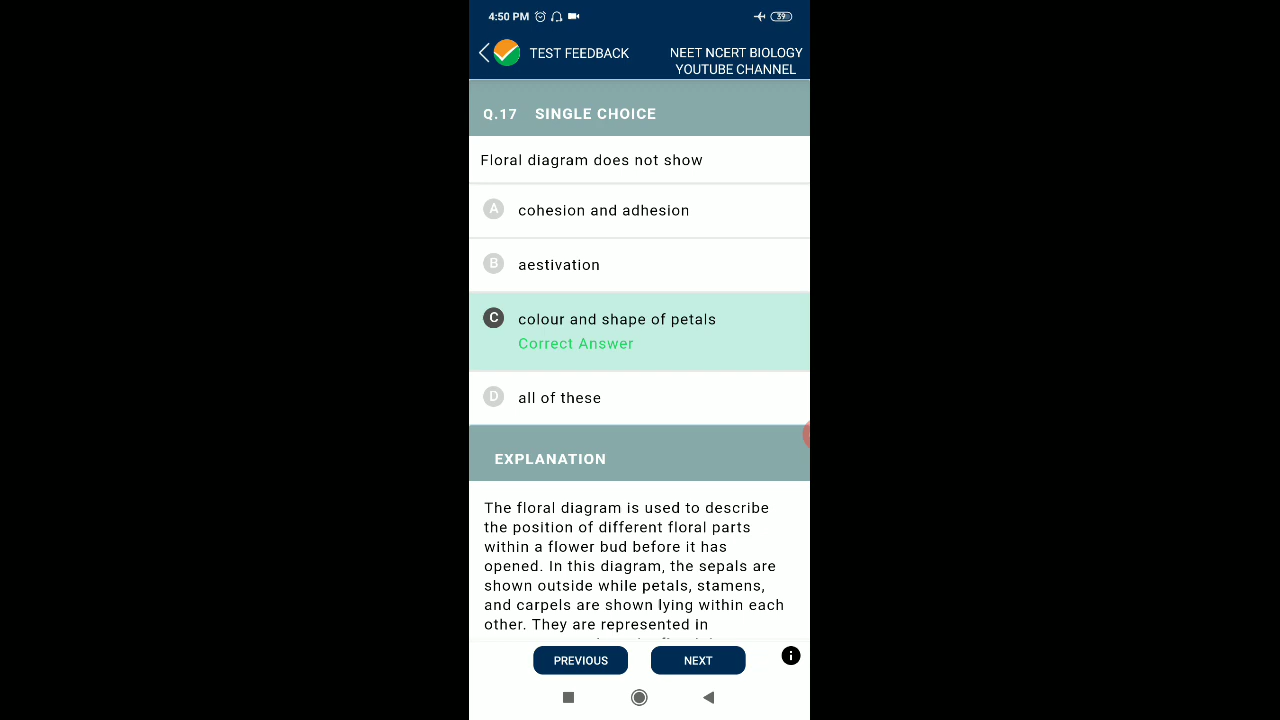 4:50 PM
39
TEST FEEDBACK
NEET NCERT BIOLOGY
YOUTUBE CHANNEL
Q.17 SINGLE CHOICE
Floral diagram does not show
A cohesion and adhesion
B aestivation
C colour and shape of petals
Correct Answer
D all of these
EXPLANATION
The floral diagram is used to describe
the position of different floral parts
within a flower bud before it has
opened. In this diagram, the sepals are
shown outside while petals, stamens,
and carpels are shown lying within each
other. They are represented in
PREVIOUS
NEXT